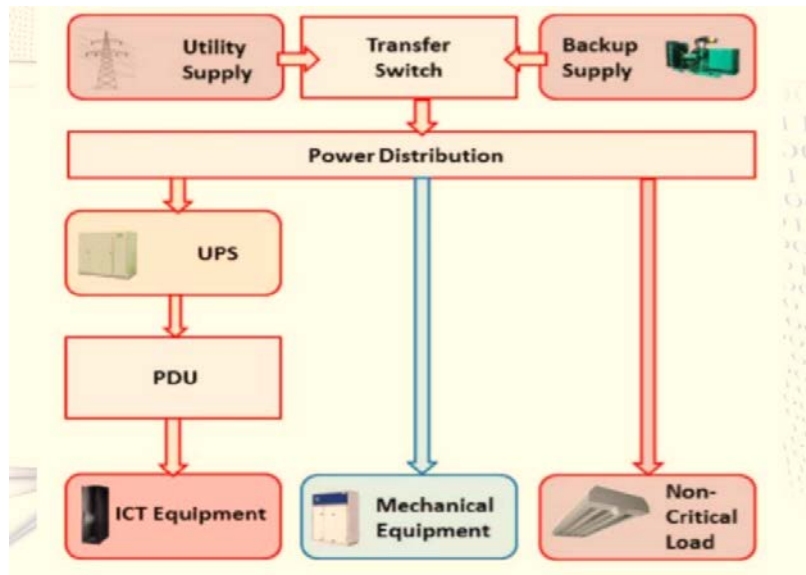 Utility
Supply
Transfer
Switch
Backup
Supply
Power Distribution
UPS
PDU
ICT Equipment
Mechanical
Equipment
Non-
Critical
Load